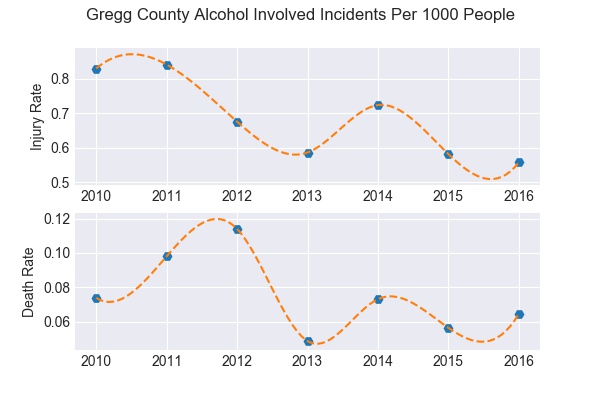 Gregg County Alcohol Involved Incidents Per 1000 People
Injury Rate
0.8
0.7
0.6
0.5
2010 2011 2012 2013 2014 2015 2016
Death Rate
0.12
0.10
0.08
0.06
2010 2011 2012 2013 2014 2015 2016